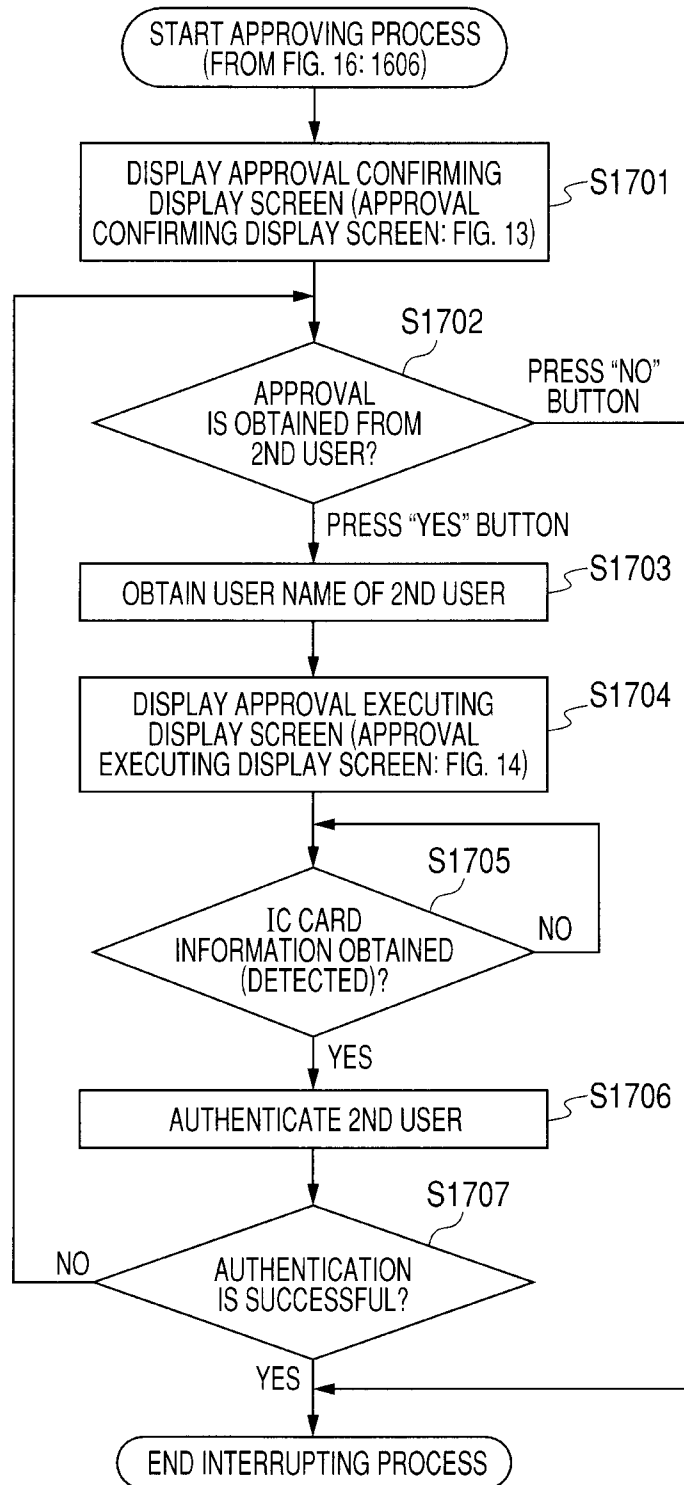 START APPROVING PROCESS
(FROM FIG. 16: 1606)
DISPLAY APPROVAL CONFIRMING
DISPLAY SCREEN (APPROVAL
CONFIRMING DISPLAY SCREEN: FIG. 13)
S1701
S1702
APPROVAL
IS OBTAINED FROM
2ND USER?
PRESS “NO”
BUTTON
PRESS “YES” BUTTON
OBTAIN USER NAME OF 2ND USER
S1703
DISPLAY APPROVAL EXECUTING
DISPLAY SCREEN (APPROVAL
EXECUTING DISPLAY SCREEN: FIG. 14)
S1704
S1705
IC CARD
INFORMATION OBTAINED
(DETECTED)?
NO
YES
AUTHENTICATE 2ND USER
S1706
S1707
NO
AUTHENTICATION
IS SUCCESSFUL?
YES
END INTERRUPTING PROCESS